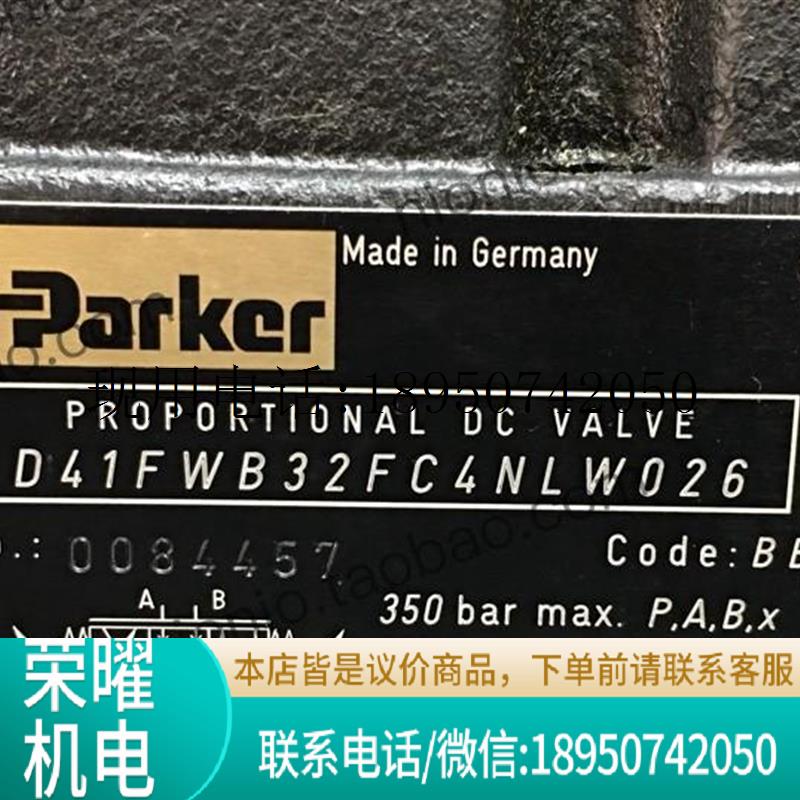 Made in Germany
Parker
现用电话:18950742050
PROPORTIONAL DC VALVE
D41FWB32FC4NLW026
0084457
Code:
A B
350 bar max. P,A,B,x
荣曜
机电
本店皆是议价商品,下单前请联系客服
联系电话/微信:18950742050